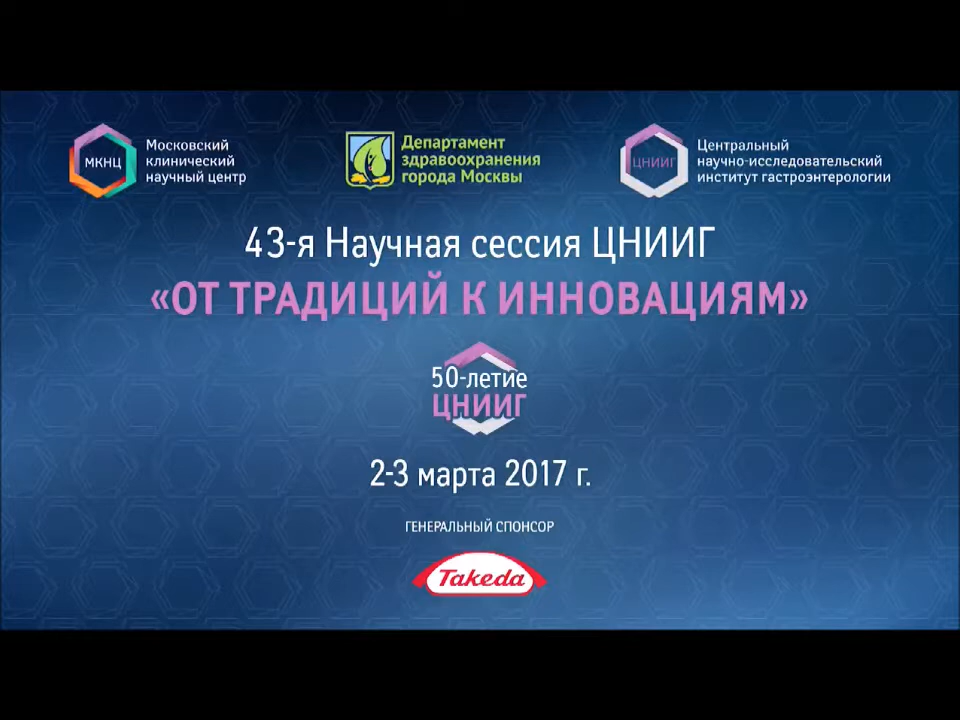 МКНЦ
Московский
клинический
научный центр
Департамент
здравоохранения
города Москвы
ЦНИИГ
Центральный
научно-исследовательский
институт гастроэнтерологии
43-я Научная сессия ЦНИИГ
«ОТ ТРАДИЦИЙ К ИННОВАЦИЯМ»
50-летие
ЦНИИГ
2-3 марта 2017 г.
ГЕНЕРАЛЬНЫЙ СПОНСОР
Takeda